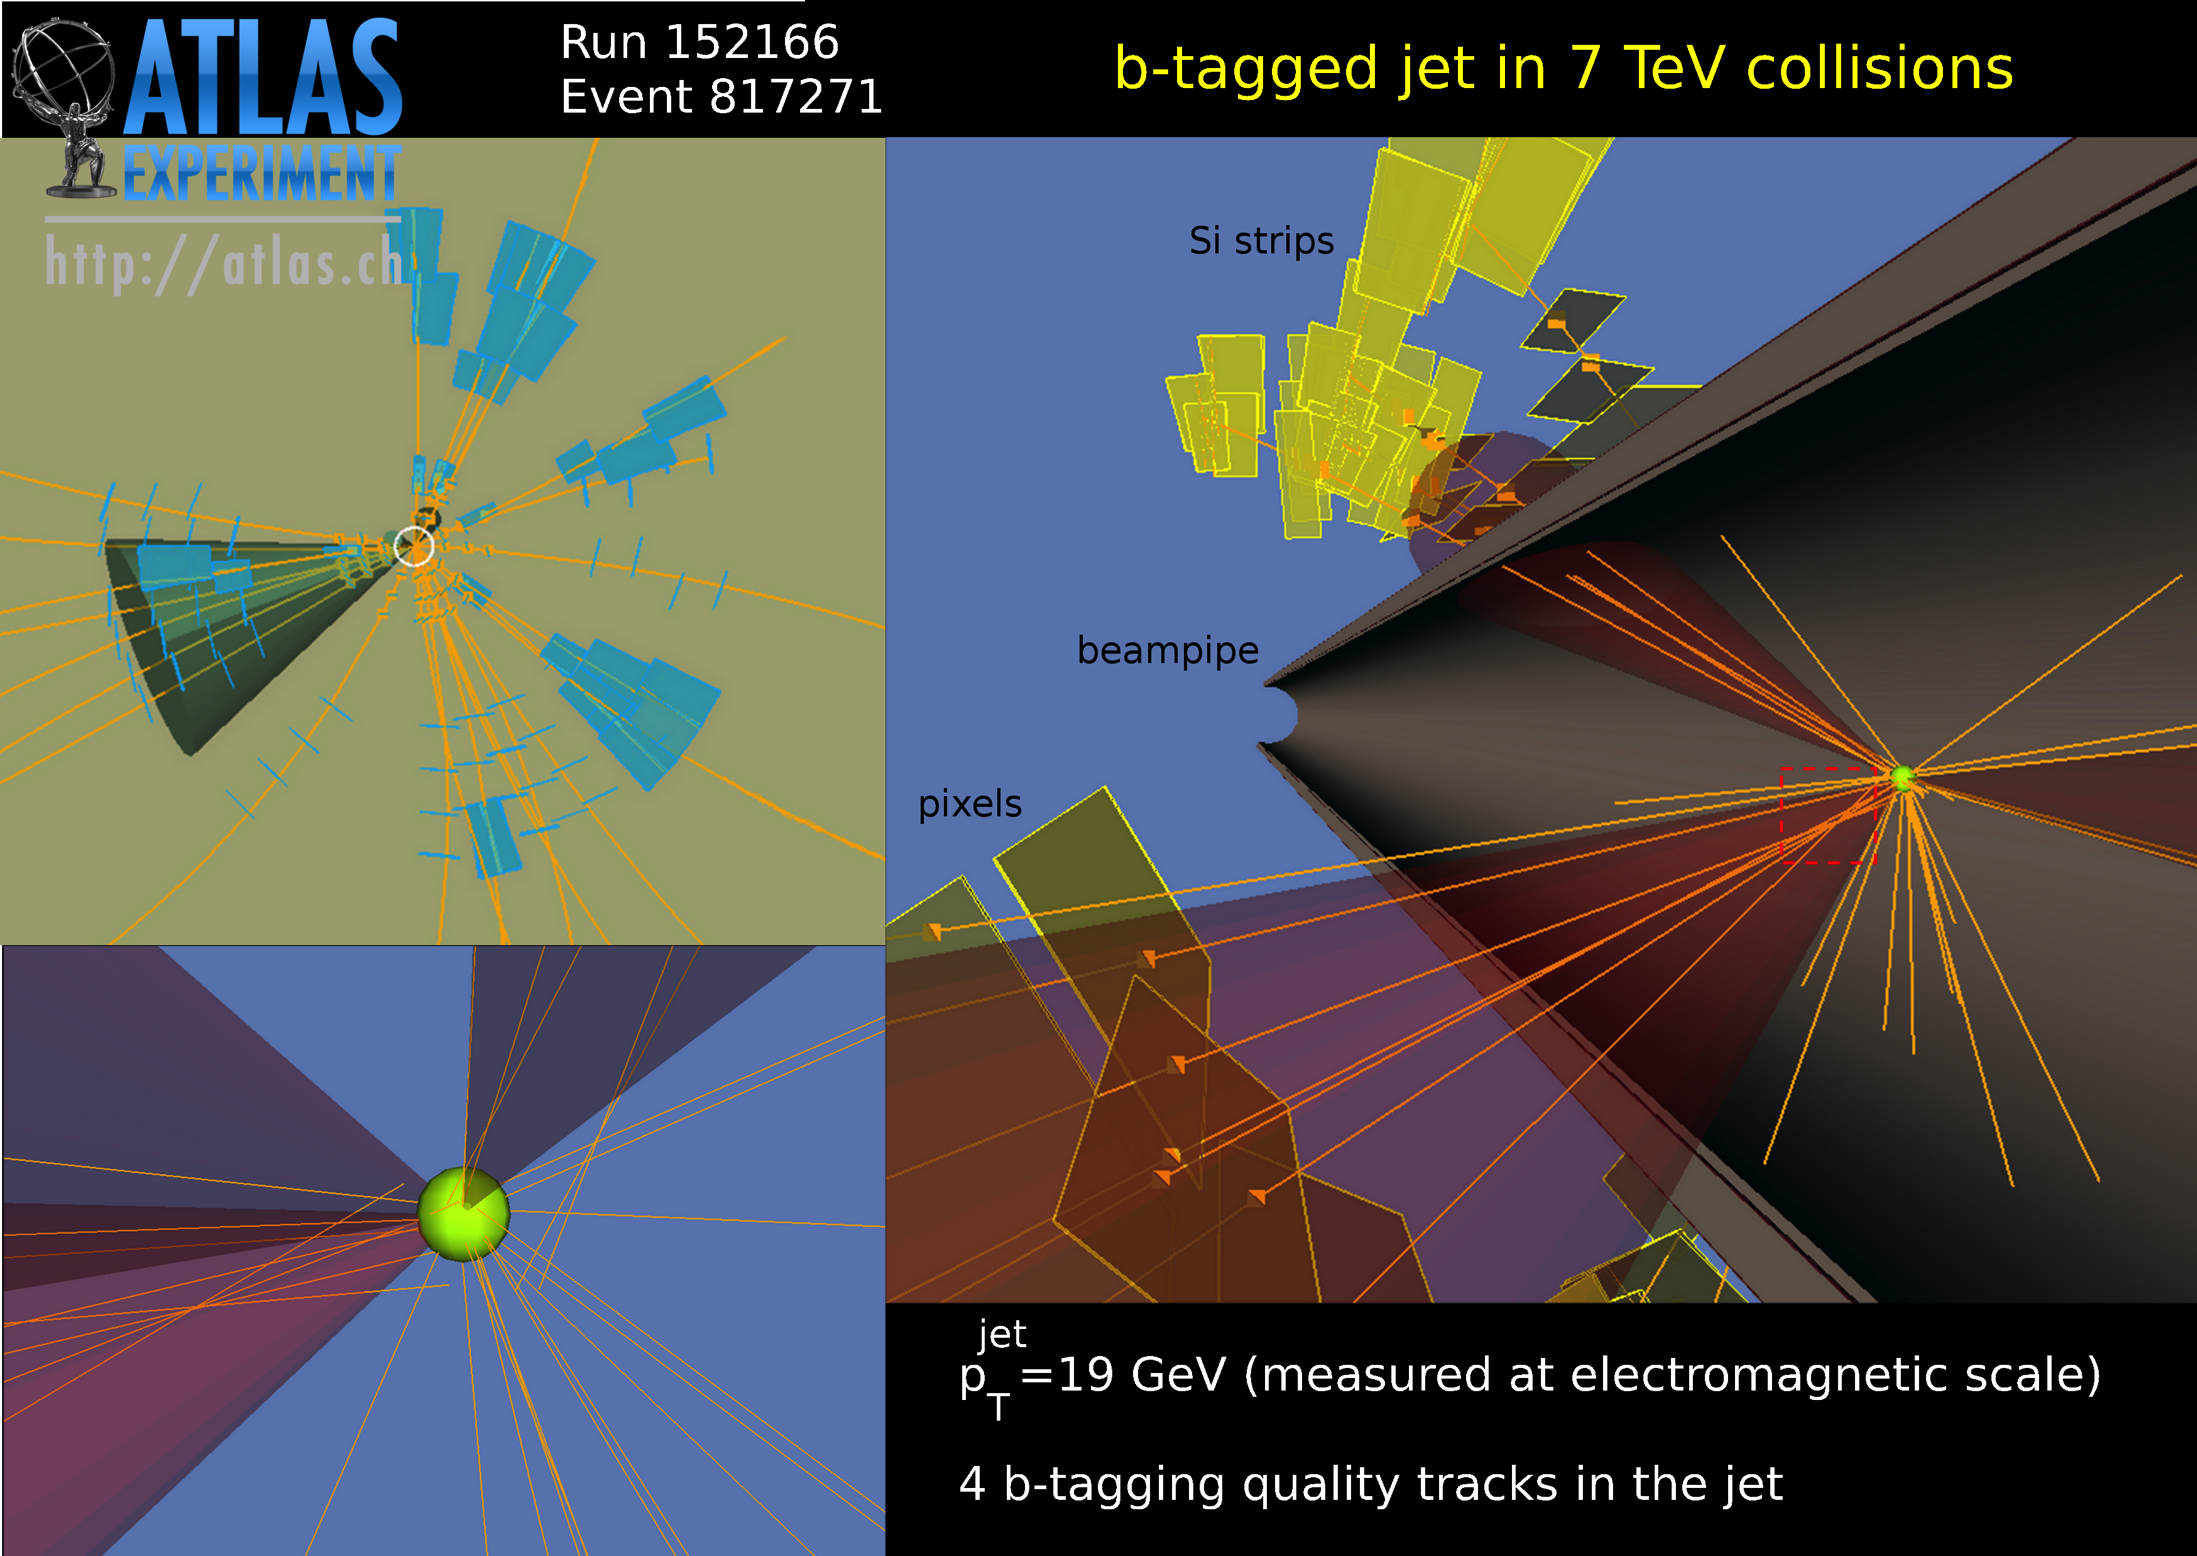 ATLAS
EXPERIMENT
http://atlas.ch
Run 152166
Event 817271
b-tagged jet in 7 TeV collisions
Si strips
beampipe
pixels
jet
p =19 GeV (measured at electromagnetic scale)
T
4 b-tagging quality tracks in the jet